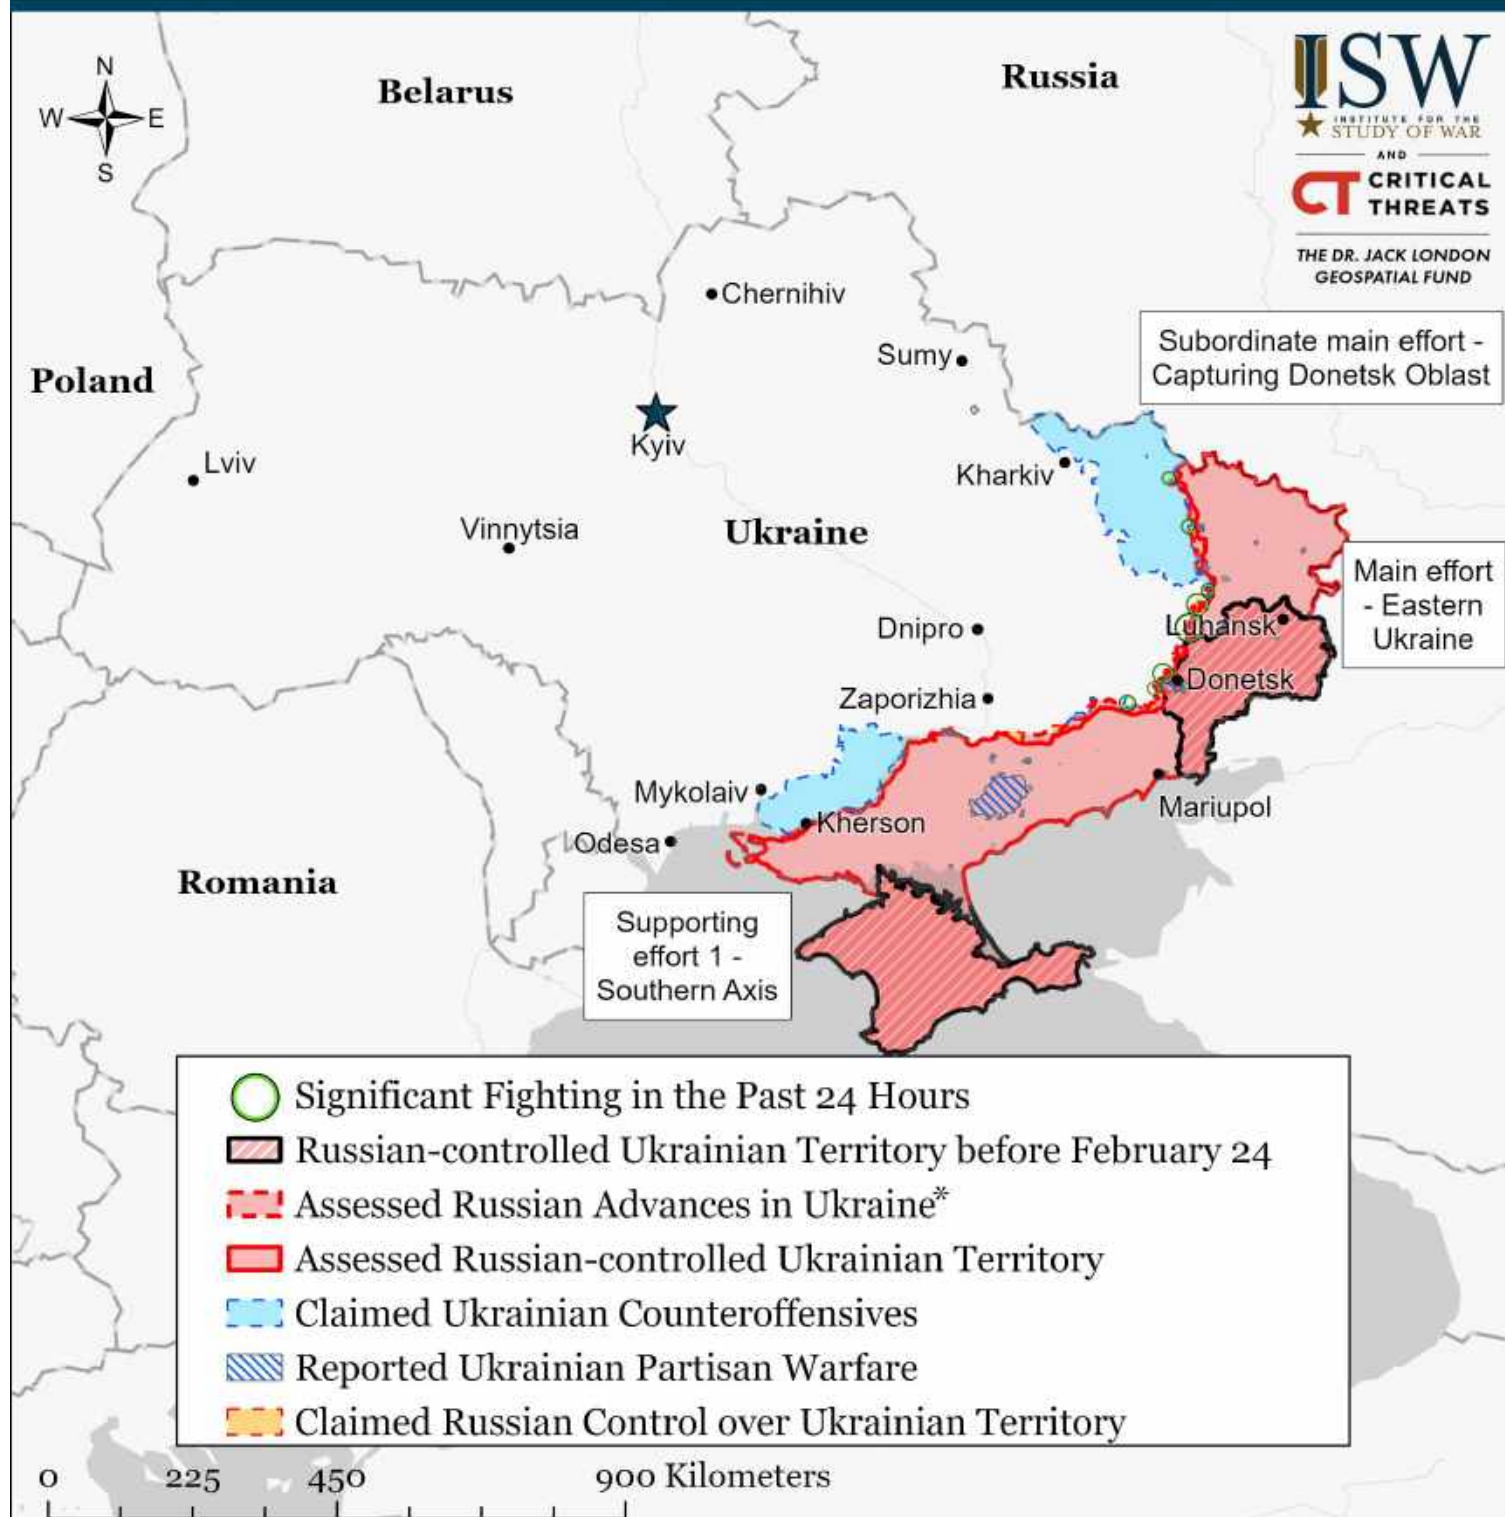 N
W
E
S
Belarus
Russia
ISW
INSTITUTE FOR THE
STUDY OF WAR
AND
CT CRITICAL
THREATS
THE DR. JACK LONDON
GEOSPATIAL FUND
Chernihiv
Subordinate main effort -
Capturing Donetsk Oblast
Sumy
Poland
Kyiv
Lviv
Kharkiv
Vinnytsia
Ukraine
Main effort
- Eastern
Ukraine
Dnipro
Luhansk
Donetsk
Zaporizhia
Mykolaiv
Mariupol
Kherson
Odesa
Romania
Supporting
effort 1 -
Southern Axis
Significant Fighting in the Past 24 Hours
Russian-controlled Ukrainian Territory before February 24
Assessed Russian Advances in Ukraine*
Assessed Russian-controlled Ukrainian Territory
Claimed Ukrainian Counteroffensives
Reported Ukrainian Partisan Warfare
Claimed Russian Control over Ukrainian Territory
0 225 450 900 Kilometers